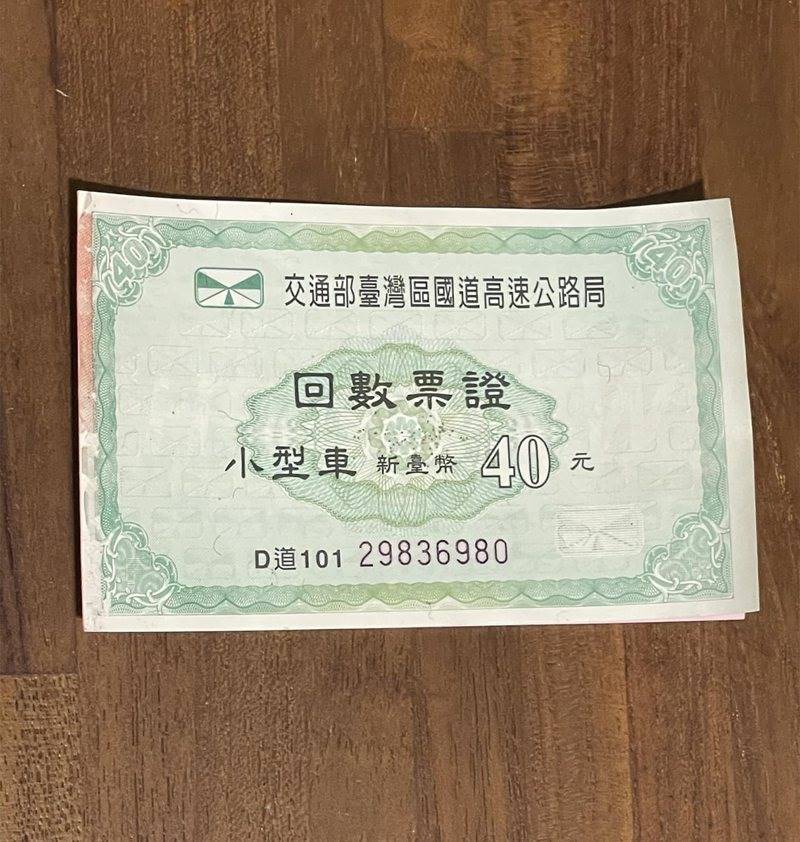 40 40
交通部臺灣區國道高速公路局
回數票證
小型車 新臺幣 40 元
D道101 29836980